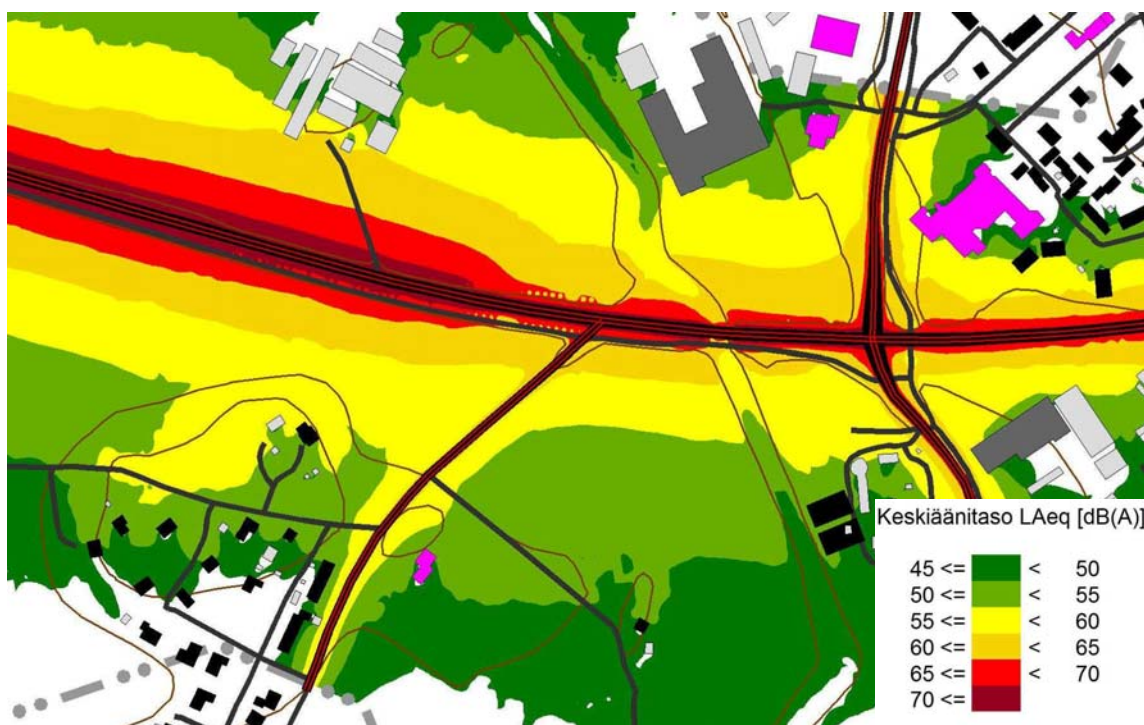 Keskiäänitaso LAeq [dB(A)]
45 <= < 50
50 <= < 55
55 <= < 60
60 <= < 65
65 <= < 70
70 <=